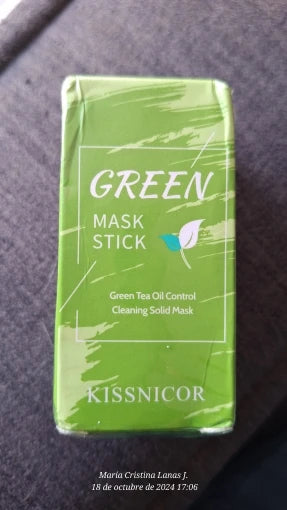 GREEN
MASK
STICK
Green Tea Oil Control
Cleaning Solid Mask
KISSNICOR
María Cristina Lanas J.
18 de octubre de 2024 17:06